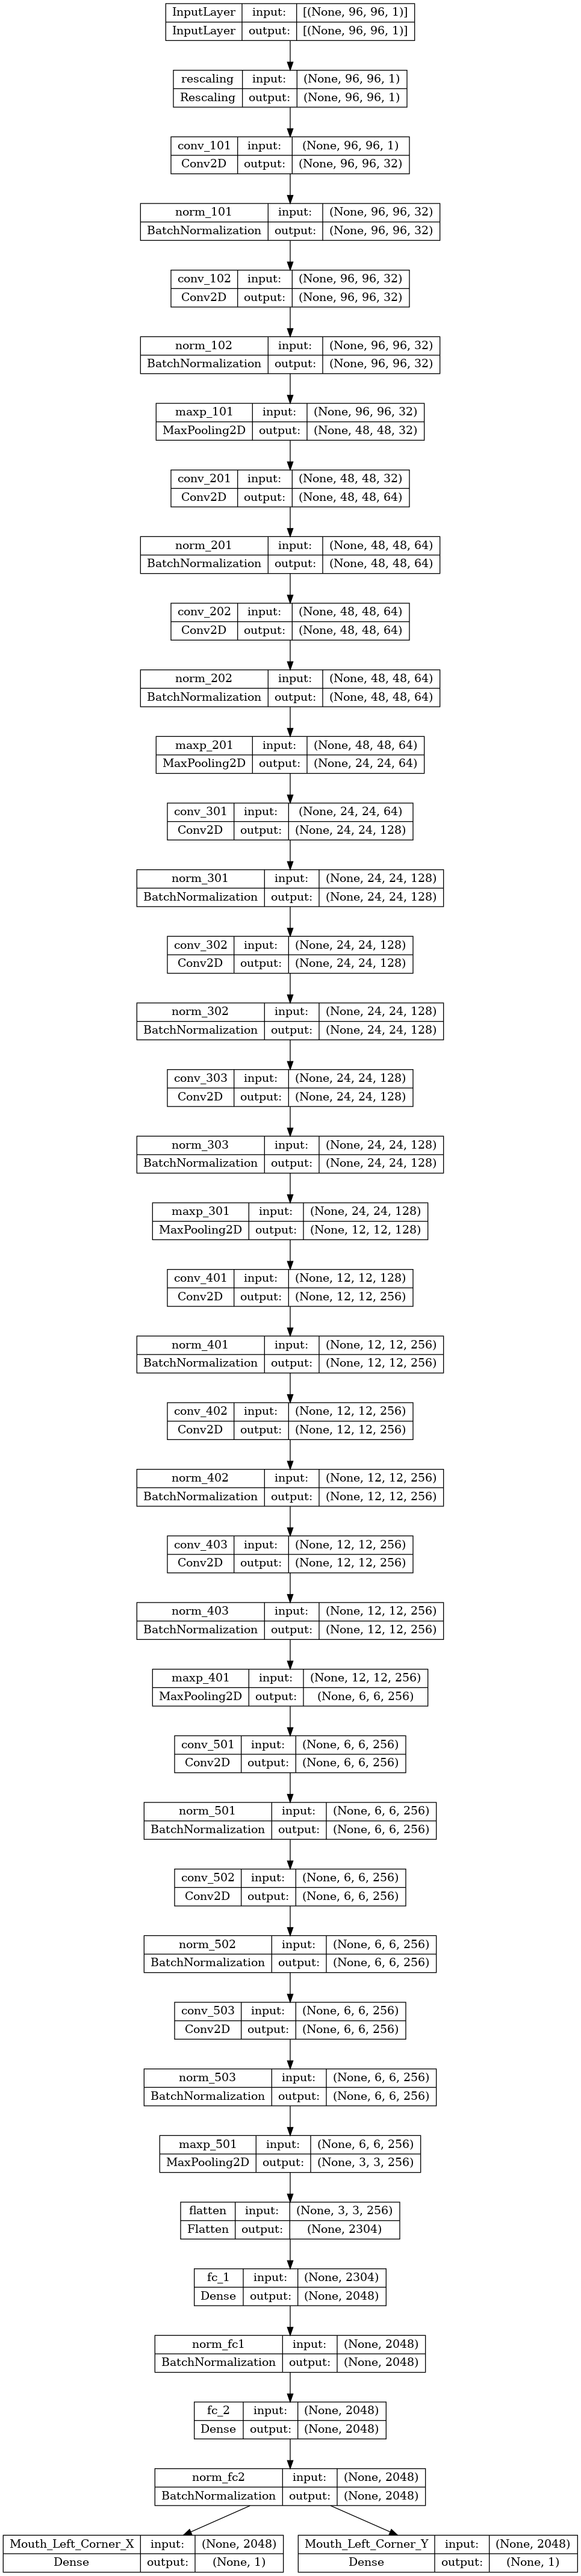 InputLayer input: [(None, 96, 96, 1)]
InputLayer output: [(None, 96, 96, 1)]
rescaling input: (None, 96, 96, 1)
Rescaling output: (None, 96, 96, 1)
conv_101 input: (None, 96, 96, 1)
Conv2D output: (None, 96, 96, 32)
norm_101 input: (None, 96, 96, 32)
BatchNormalization output: (None, 96, 96, 32)
conv_102 input: (None, 96, 96, 32)
Conv2D output: (None, 96, 96, 32)
norm_102 input: (None, 96, 96, 32)
BatchNormalization output: (None, 96, 96, 32)
maxp_101 input: (None, 96, 96, 32)
MaxPooling2D output: (None, 48, 48, 32)
conv_201 input: (None, 48, 48, 32)
Conv2D output: (None, 48, 48, 64)
norm_201 input: (None, 48, 48, 64)
BatchNormalization output: (None, 48, 48, 64)
conv_202 input: (None, 48, 48, 64)
Conv2D output: (None, 48, 48, 64)
norm_202 input: (None, 48, 48, 64)
BatchNormalization output: (None, 48, 48, 64)
maxp_201 input: (None, 48, 48, 64)
MaxPooling2D output: (None, 24, 24, 64)
conv_301 input: (None, 24, 24, 64)
Conv2D output: (None, 24, 24, 128)
norm_301 input: (None, 24, 24, 128)
BatchNormalization output: (None, 24, 24, 128)
conv_302 input: (None, 24, 24, 128)
Conv2D output: (None, 24, 24, 128)
norm_302 input: (None, 24, 24, 128)
BatchNormalization output: (None, 24, 24, 128)
conv_303 input: (None, 24, 24, 128)
Conv2D output: (None, 24, 24, 128)
norm_303 input: (None, 24, 24, 128)
BatchNormalization output: (None, 24, 24, 128)
maxp_301 input: (None, 24, 24, 128)
MaxPooling2D output: (None, 12, 12, 128)
conv_401 input: (None, 12, 12, 128)
Conv2D output: (None, 12, 12, 256)
norm_401 input: (None, 12, 12, 256)
BatchNormalization output: (None, 12, 12, 256)
conv_402 input: (None, 12, 12, 256)
Conv2D output: (None, 12, 12, 256)
norm_402 input: (None, 12, 12, 256)
BatchNormalization output: (None, 12, 12, 256)
conv_403 input: (None, 12, 12, 256)
Conv2D output: (None, 12, 12, 256)
norm_403 input: (None, 12, 12, 256)
BatchNormalization output: (None, 12, 12, 256)
maxp_401 input: (None, 12, 12, 256)
MaxPooling2D output: (None, 6, 6, 256)
conv_501 input: (None, 6, 6, 256)
Conv2D output: (None, 6, 6, 256)
norm_501 input: (None, 6, 6, 256)
BatchNormalization output: (None, 6, 6, 256)
conv_502 input: (None, 6, 6, 256)
Conv2D output: (None, 6, 6, 256)
norm_502 input: (None, 6, 6, 256)
BatchNormalization output: (None, 6, 6, 256)
conv_503 input: (None, 6, 6, 256)
Conv2D output: (None, 6, 6, 256)
norm_503 input: (None, 6, 6, 256)
BatchNormalization output: (None, 6, 6, 256)
maxp_501 input: (None, 6, 6, 256)
MaxPooling2D output: (None, 3, 3, 256)
flatten input: (None, 3, 3, 256)
Flatten output: (None, 2304)
fc_1 input: (None, 2304)
Dense output: (None, 2048)
norm_fc1 input: (None, 2048)
BatchNormalization output: (None, 2048)
fc_2 input: (None, 2048)
Dense output: (None, 2048)
norm_fc2 input: (None, 2048)
BatchNormalization output: (None, 2048)
Mouth_Left_Corner_X input: (None, 2048)
Dense output: (None, 1)
Mouth_Left_Corner_Y input: (None, 2048)
Dense output: (None, 1)